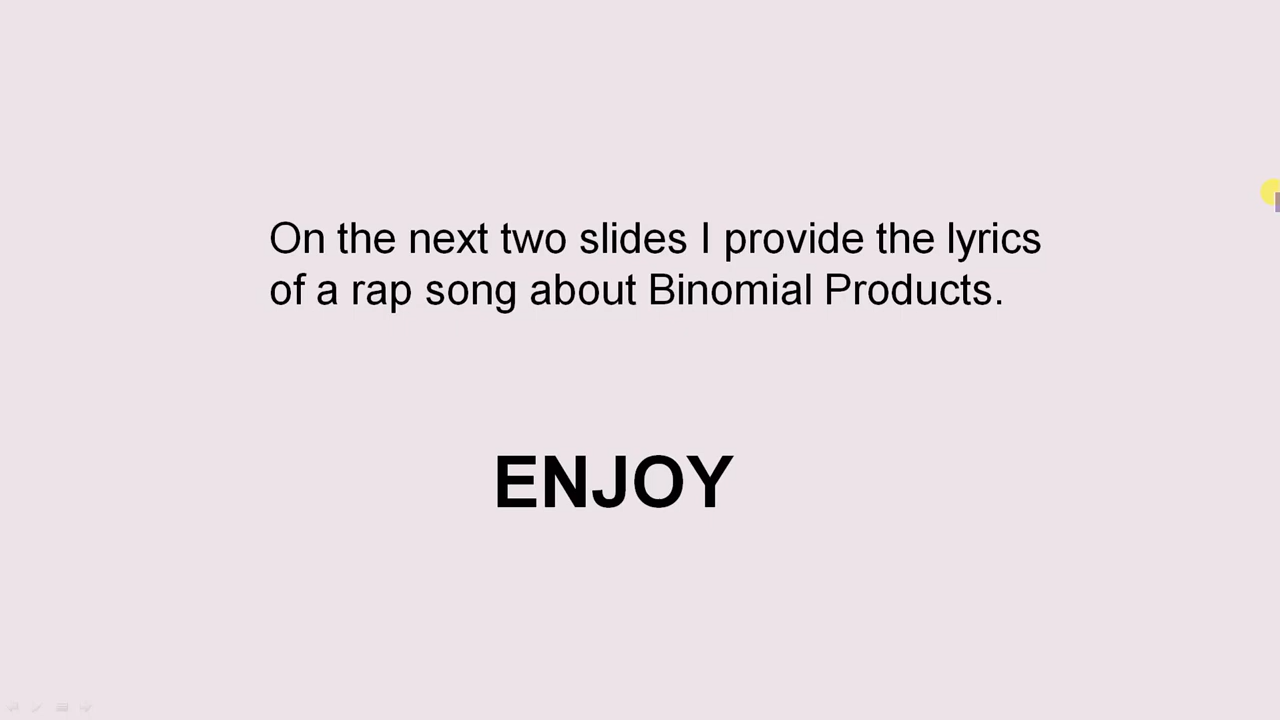 On the next two slides I provide the lyrics
of a rap song about Binomial Products.
ENJOY